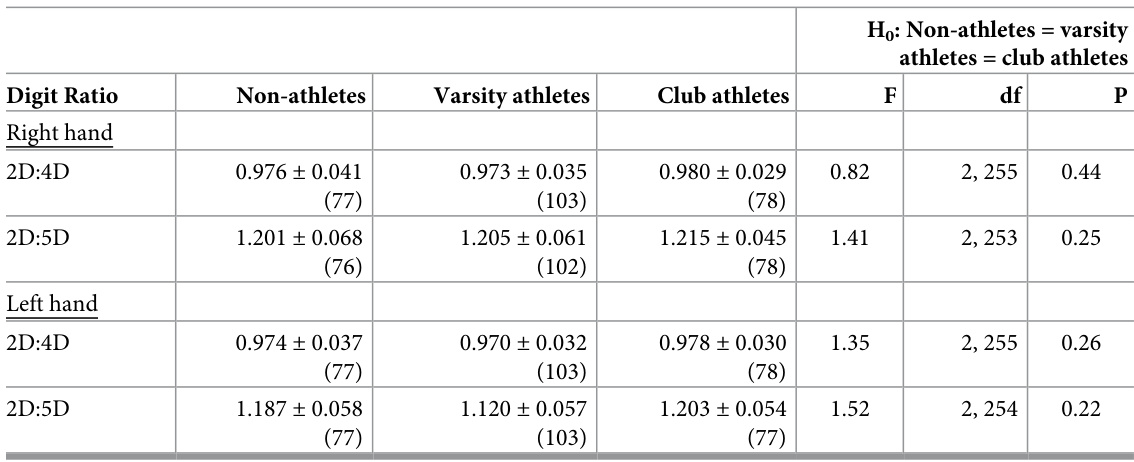 H₀: Non-athletes = varsity
athletes = club athletes
Digit Ratio Non-athletes Varsity athletes Club athletes F df P
Right hand
2D:4D 0.976 ± 0.041 0.973 ± 0.035 0.980 ± 0.029 0.82 2, 255 0.44
(77) (103) (78)
2D:5D 1.201 ± 0.068 1.205 ± 0.061 1.215 ± 0.045 1.41 2, 253 0.25
(76) (102) (78)
Left hand
2D:4D 0.974 ± 0.037 0.970 ± 0.032 0.978 ± 0.030 1.35 2, 255 0.26
(77) (103) (78)
2D:5D 1.187 ± 0.058 1.120 ± 0.057 1.203 ± 0.054 1.52 2, 254 0.22
(77) (103) (77)